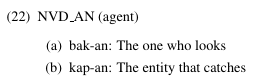 (22) NVD_AN (agent)
(a) bak-an: The one who looks
(b) kap-an: The entity that catches